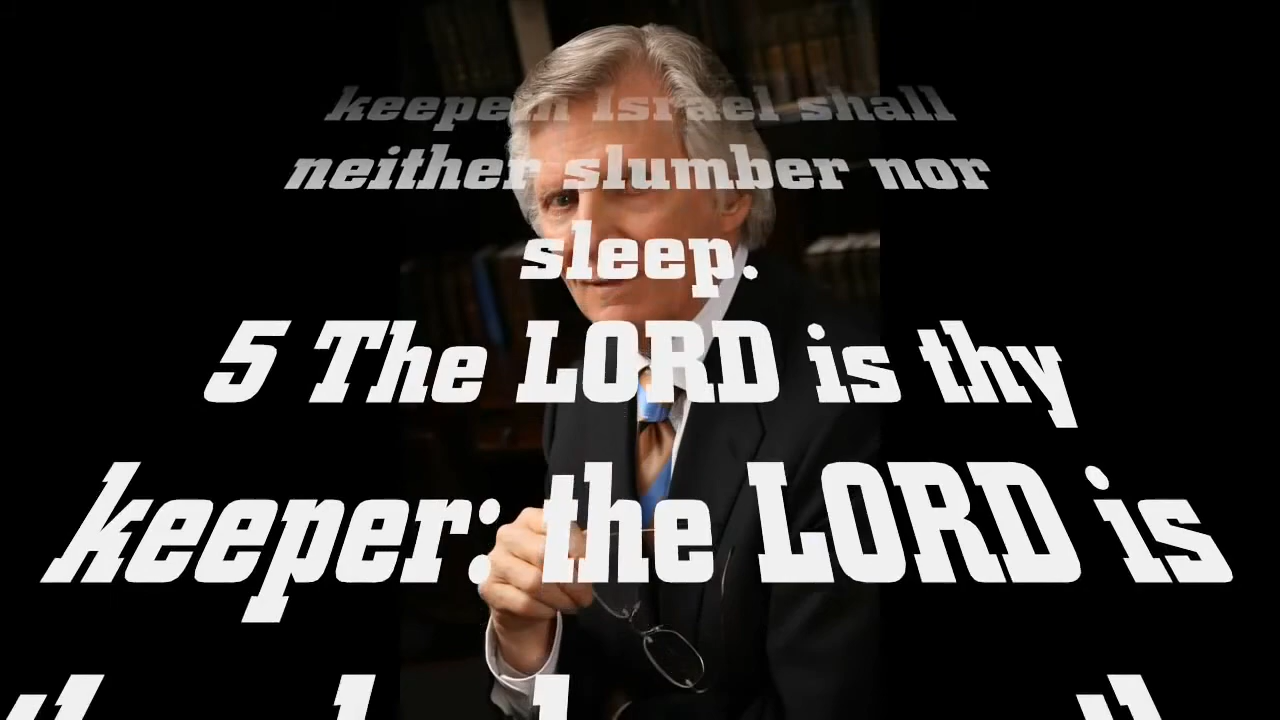 keepeth Israel shall
neither slumber nor
sleep.
5 The LORD is thy
keeper: the LORD is